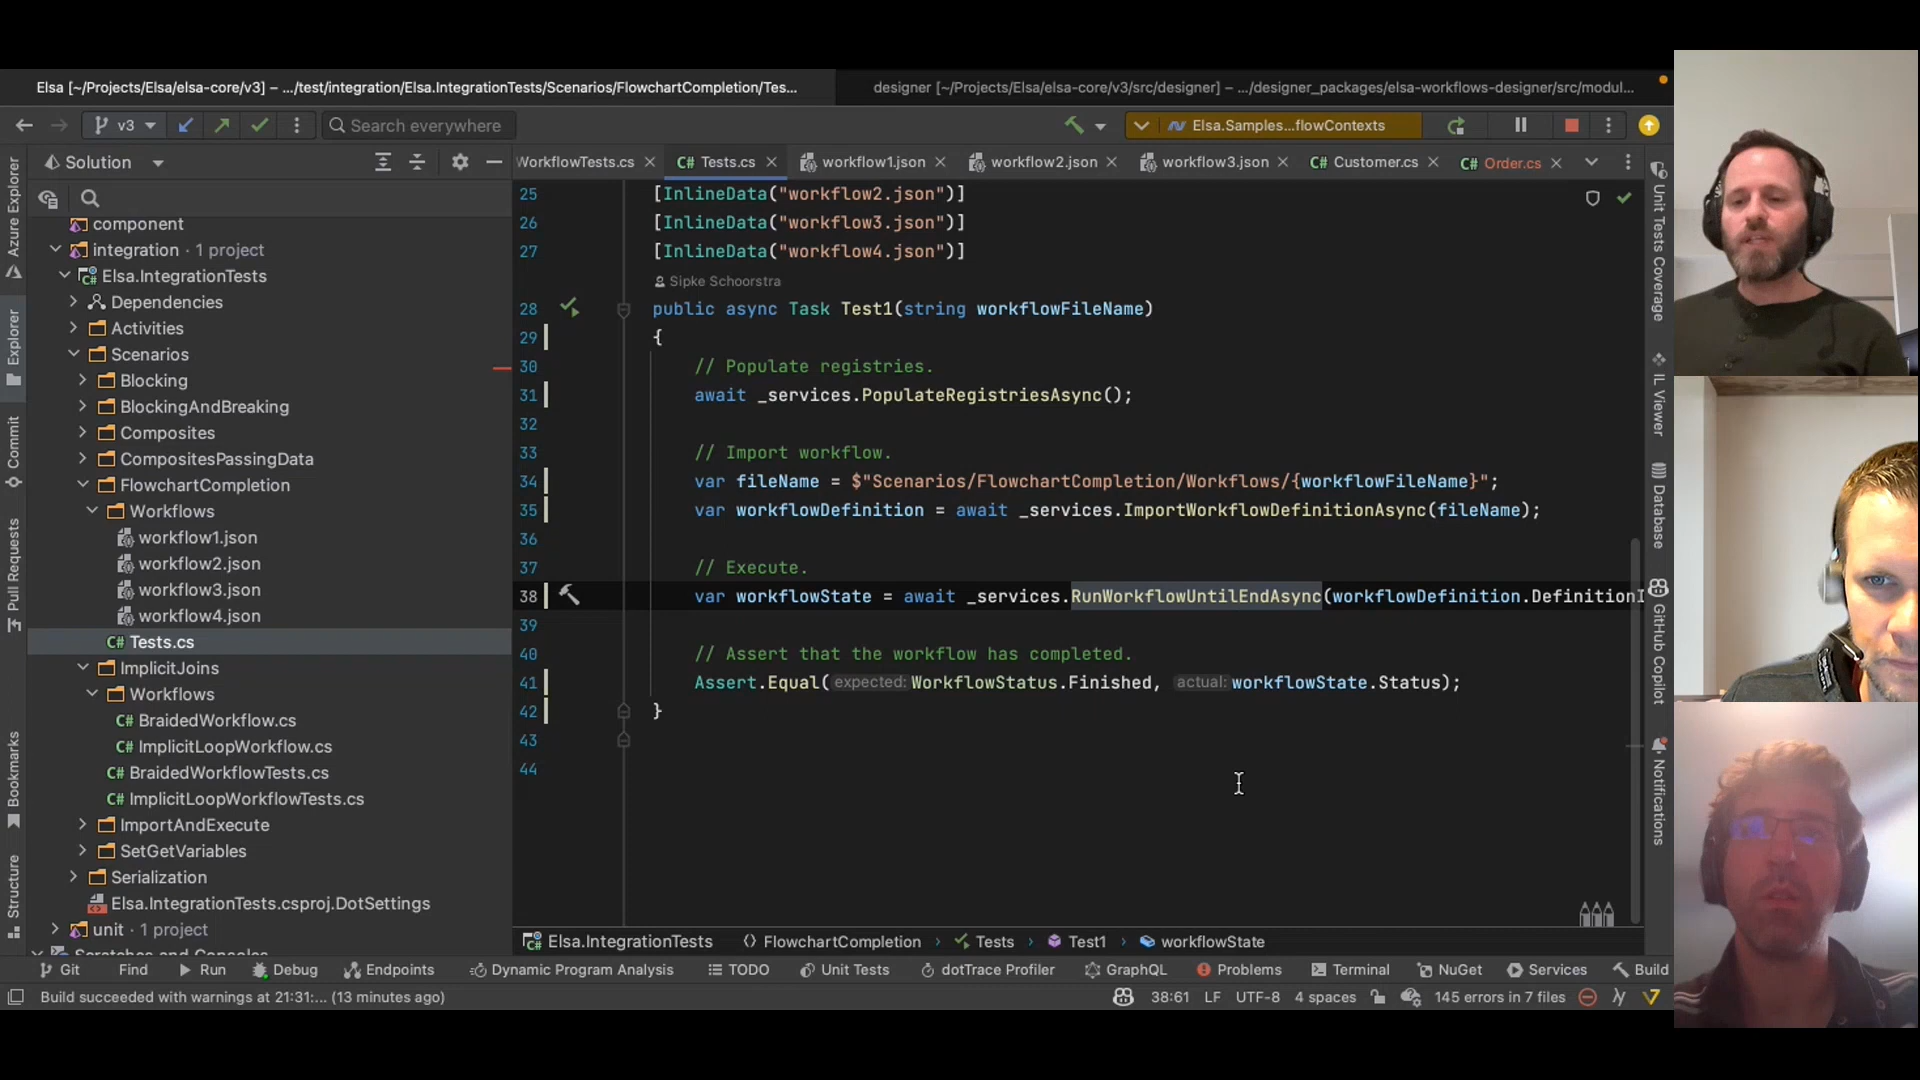 Elsa [~/Projects/Elsa/elsa-core/v3] – .../test/integration/Elsa.IntegrationTests/Scenarios/FlowchartCompletion/Tes...
designer [~/Projects/Elsa/elsa-core/v3/src/designer] – .../designer_packages/elsa-workflows-designer/src/modul...
v3
Search everywhere
Elsa.Samples...flowContexts
Solution
WorkflowTests.cs
C# Tests.cs
workflow1.json
workflow2.json
workflow3.json
C# Customer.cs
C# Order.cs
Azure Explorer
Explorer
Commit
Pull Requests
Bookmarks
Structure
component
integration · 1 project
Elsa.IntegrationTests
Dependencies
Activities
Scenarios
Blocking
BlockingAndBreaking
Composites
CompositesPassingData
FlowchartCompletion
Workflows
workflow1.json
workflow2.json
workflow3.json
workflow4.json
C# Tests.cs
ImplicitJoins
Workflows
C# BraidedWorkflow.cs
C# ImplicitLoopWorkflow.cs
C# BraidedWorkflowTests.cs
C# ImplicitLoopWorkflowTests.cs
ImportAndExecute
SetGetVariables
Serialization
Elsa.IntegrationTests.csproj.DotSettings
unit · 1 project
Scratches and Consoles
25 [InlineData("workflow2.json")]
26 [InlineData("workflow3.json")]
27 [InlineData("workflow4.json")]
Sipke Schoorstra
28 public async Task Test1(string workflowFileName)
29 {
30 // Populate registries.
31 await _services.PopulateRegistriesAsync();
32
33 // Import workflow.
34 var fileName = $"Scenarios/FlowchartCompletion/Workflows/{workflowFileName}";
35 var workflowDefinition = await _services.ImportWorkflowDefinitionAsync(fileName);
36
37 // Execute.
38 var workflowState = await _services.RunWorkflowUntilEndAsync(workflowDefinition.DefinitionI
39
40 // Assert that the workflow has completed.
41 Assert.Equal(expected: WorkflowStatus.Finished, actual: workflowState.Status);
42 }
43
44
Unit Tests Coverage
IL Viewer
Database
GitHub Copilot
Notifications
Elsa.IntegrationTests
FlowchartCompletion
Tests
Test1
workflowState
Git
Find
Run
Debug
Endpoints
Dynamic Program Analysis
TODO
Unit Tests
dotTrace Profiler
GraphQL
Problems
Terminal
NuGet
Services
Build
Build succeeded with warnings at 21:31:... (13 minutes ago)
38:61
LF
UTF-8
4 spaces
145 errors in 7 files